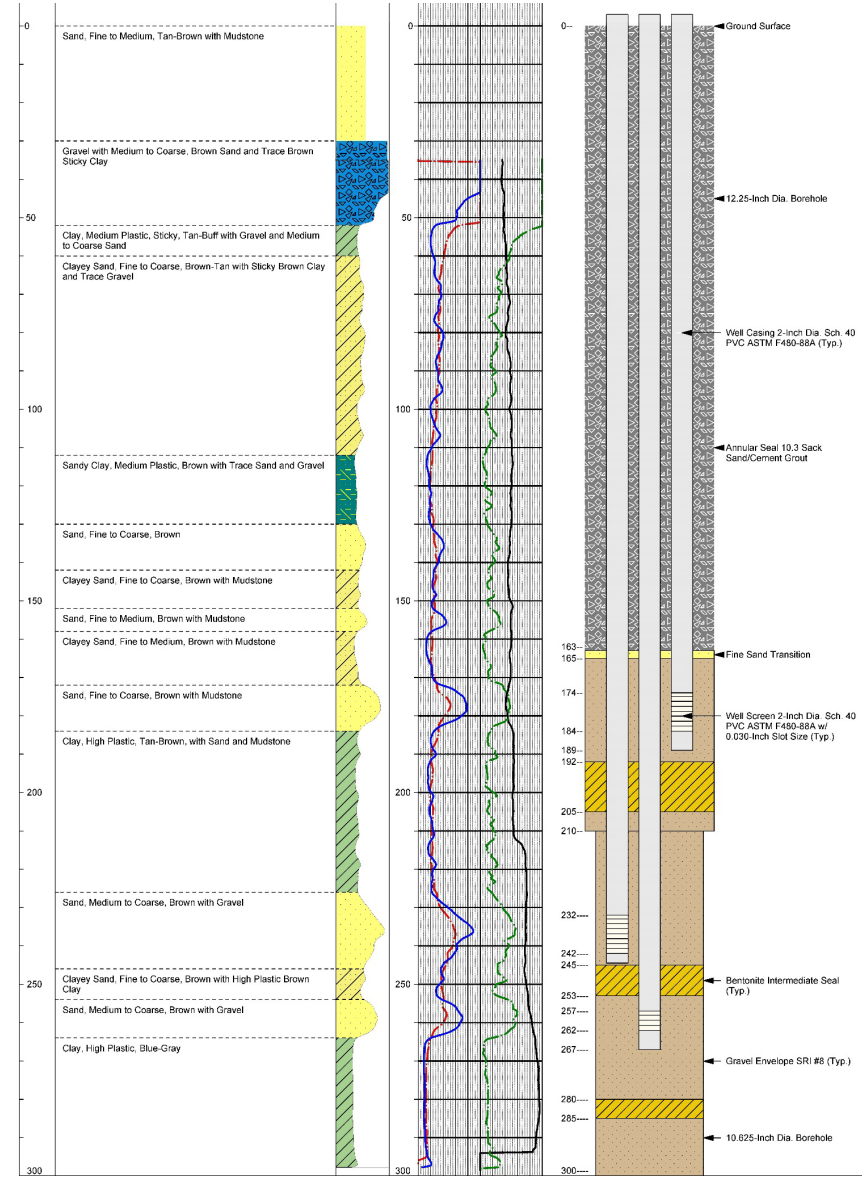 0
Sand, Fine to Medium, Tan-Brown with Mudstone
Gravel with Medium to Coarse, Brown Sand and Trace Brown
Sticky Clay
50
Clay, Medium Plastic, Sticky, Tan-Buff with Gravel and Medium
to Coarse Sand
Clayey Sand, Fine to Coarse, Brown-Tan with Sticky Brown Clay
and Trace Gravel
100
Sandy Clay, Medium Plastic, Brown with Trace Sand and Gravel
Sand, Fine to Coarse, Brown
Clayey Sand, Fine to Coarse, Brown with Mudstone
150
Sand, Fine to Medium, Brown with Mudstone
Clayey Sand, Fine to Medium, Brown with Mudstone
Sand, Fine to Coarse, Brown with Mudstone
Clay, High Plastic, Tan-Brown, with Sand and Mudstone
200
Sand, Medium to Coarse, Brown with Gravel
250
Clayey Sand, Fine to Coarse, Brown with High Plastic Brown
Clay
Sand, Medium to Coarse, Brown with Gravel
Clay, High Plastic, Blue-Gray
300
0
50
100
150
200
250
300
0--
Ground Surface
12.25-Inch Dia. Borehole
Well Casing 2-Inch Dia. Sch. 40
PVC ASTM F480-88A (Typ.)
Annular Seal 10.3 Sack
Sand/Cement Grout
163--
Fine Sand Transition
165--
174---
Well Screen 2-Inch Dia. Sch. 40
PVC ASTM F480-88A w/
0.030-Inch Slot Size (Typ.)
184---
189---
192---
205---
210---
232----
242----
245----
Bentonite Intermediate Seal
(Typ.)
253----
257----
262----
267----
Gravel Envelope SRI #8 (Typ.)
280----
285----
10.625-Inch Dia. Borehole
300----